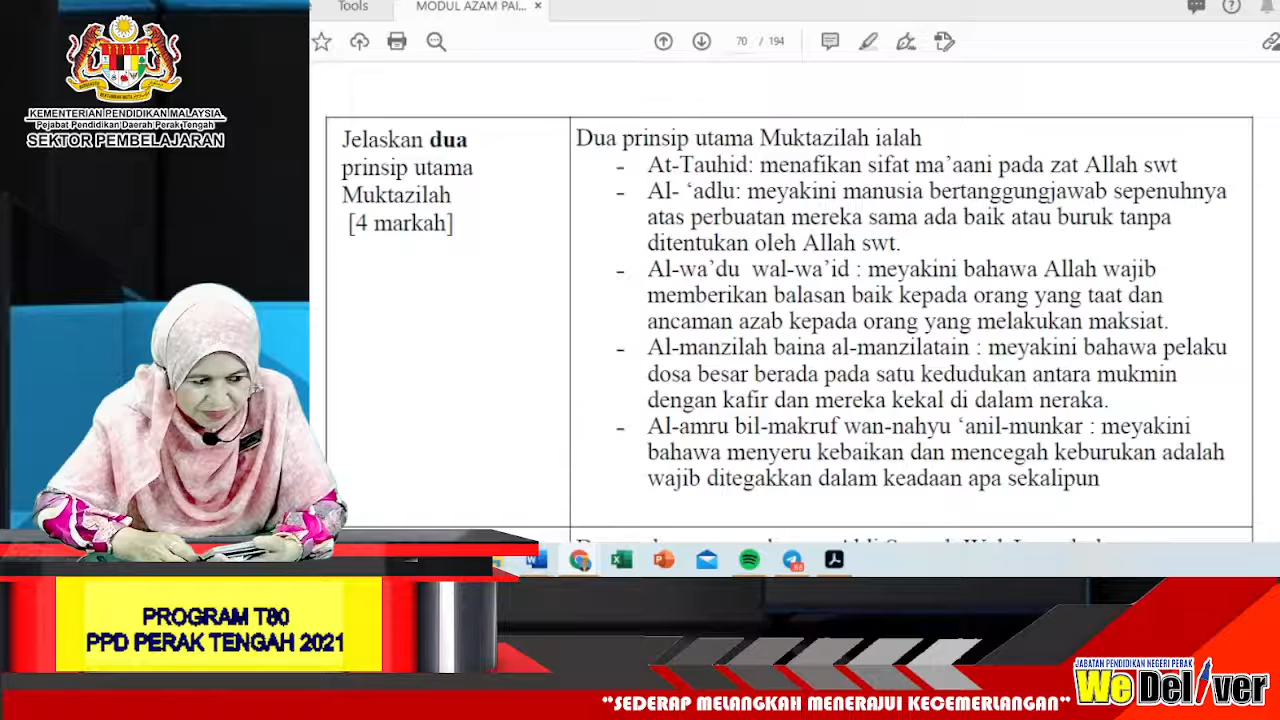 Tools
MODUL AZAM PAI...
70 / 194
KEMENTERIAN PENDIDIKAN MALAYSIA
Pejabat Pendidikan Daerah Perak Tengah
SEKTOR PEMBELAJARAN
Jelaskan dua
prinsip utama
Muktazilah
[4 markah]
Dua prinsip utama Muktazilah ialah
- At-Tauhid: menafikan sifat ma’aani pada zat Allah swt
- Al- ‘adlu: meyakini manusia bertanggungjawab sepenuhnya
atas perbuatan mereka sama ada baik atau buruk tanpa
ditentukan oleh Allah swt.
- Al-wa’du wal-wa’id : meyakini bahawa Allah wajib
memberikan balasan baik kepada orang yang taat dan
ancaman azab kepada orang yang melakukan maksiat.
- Al-manzilah baina al-manzilatain : meyakini bahawa pelaku
dosa besar berada pada satu kedudukan antara mukmin
dengan kafir dan mereka kekal di dalam neraka.
- Al-amru bil-makruf wan-nahyu ‘anil-munkar : meyakini
bahawa menyeru kebaikan dan mencegah keburukan adalah
wajib ditegakkan dalam keadaan apa sekalipun
PROGRAM T80
PPD PERAK TENGAH 2021
JABATAN PENDIDIKAN NEGERI PERAK
We Deliver
"SEDERAP MELANGKAH MENERAJUI KECEMERLANGAN"